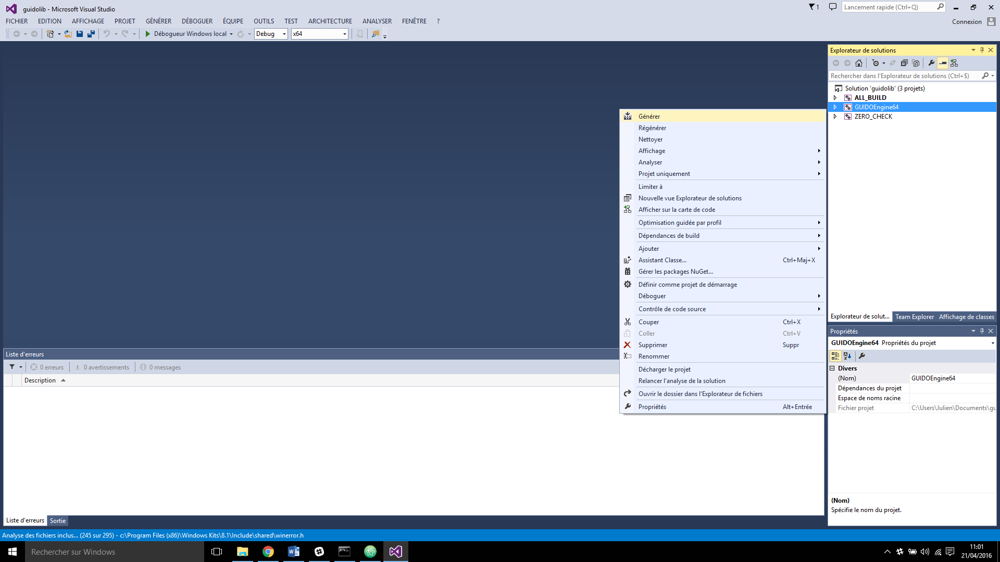 guidolib - Microsoft Visual Studio
1
Lancement rapide (Ctrl+Q)
FICHIER EDITION AFFICHAGE PROJET GÉNÉRER DÉBOGUER ÉQUIPE OUTILS TEST ARCHITECTURE ANALYSER FENÊTRE ?
Connexion
Débogueur Windows local Debug x64
Explorateur de solutions
Rechercher dans l'Explorateur de solutions (Ctrl+$)
Solution 'guidolib' (3 projets)
ALL_BUILD
GUIDOEngine64
ZERO_CHECK
Générer
Régénérer
Nettoyer
Affichage
Analyser
Projet uniquement
Limiter à
Nouvelle vue Explorateur de solutions
Afficher sur la carte de code
Optimisation guidée par profil
Dépendances de build
Ajouter
Assistant Classe... Ctrl+Maj+X
Gérer les packages NuGet...
Définir comme projet de démarrage
Déboguer
Contrôle de code source
Couper Ctrl+X
Coller Ctrl+V
Supprimer Suppr
Renommer
Décharger le projet
Relancer l'analyse de la solution
Ouvrir le dossier dans l'Explorateur de fichiers
Propriétés Alt+Entrée
Explorateur de solut... Team Explorer Affichage de classes
Propriétés
GUIDOEngine64 Propriétés du projet
Divers
(Nom) GUIDOEngine64
Dépendances du projet
Espace de noms racine
Fichier projet C:\Users\Julien\Documents\gu
(Nom)
Spécifie le nom du projet.
Liste d'erreurs
0 erreurs 0 avertissements 0 messages
Description
Liste d'erreurs Sortie
Analyse des fichiers inclus... (245 sur 295) - c:\Program Files (x86)\Windows Kits\8.1\Include\shared\winerror.h
Rechercher sur Windows
11:01
21/04/2016